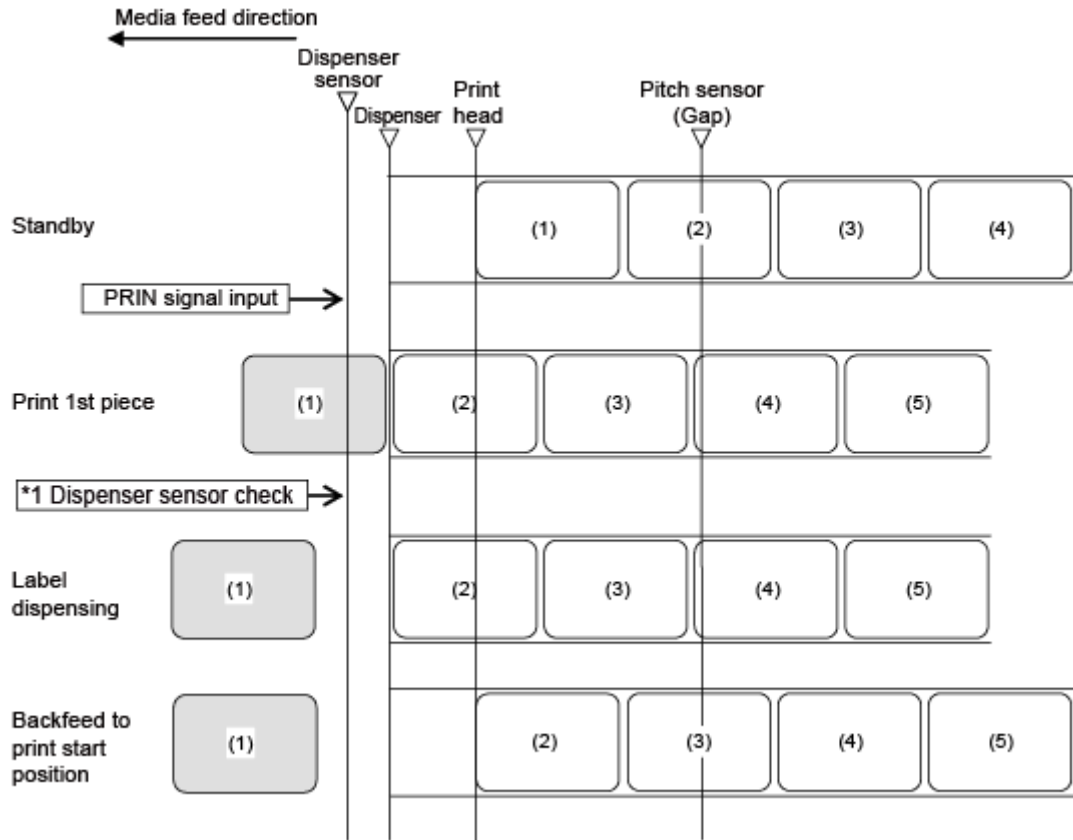 Media feed direction
Dispenser
sensor
Dispenser
Print
head
Pitch sensor
(Gap)
Standby
(1)
(2)
(3)
(4)
PRIN signal input
Print 1st piece
(1)
(2)
(3)
(4)
(5)
*1 Dispenser sensor check
Label
dispensing
(1)
(2)
(3)
(4)
(5)
Backfeed to
print start
position
(1)
(2)
(3)
(4)
(5)